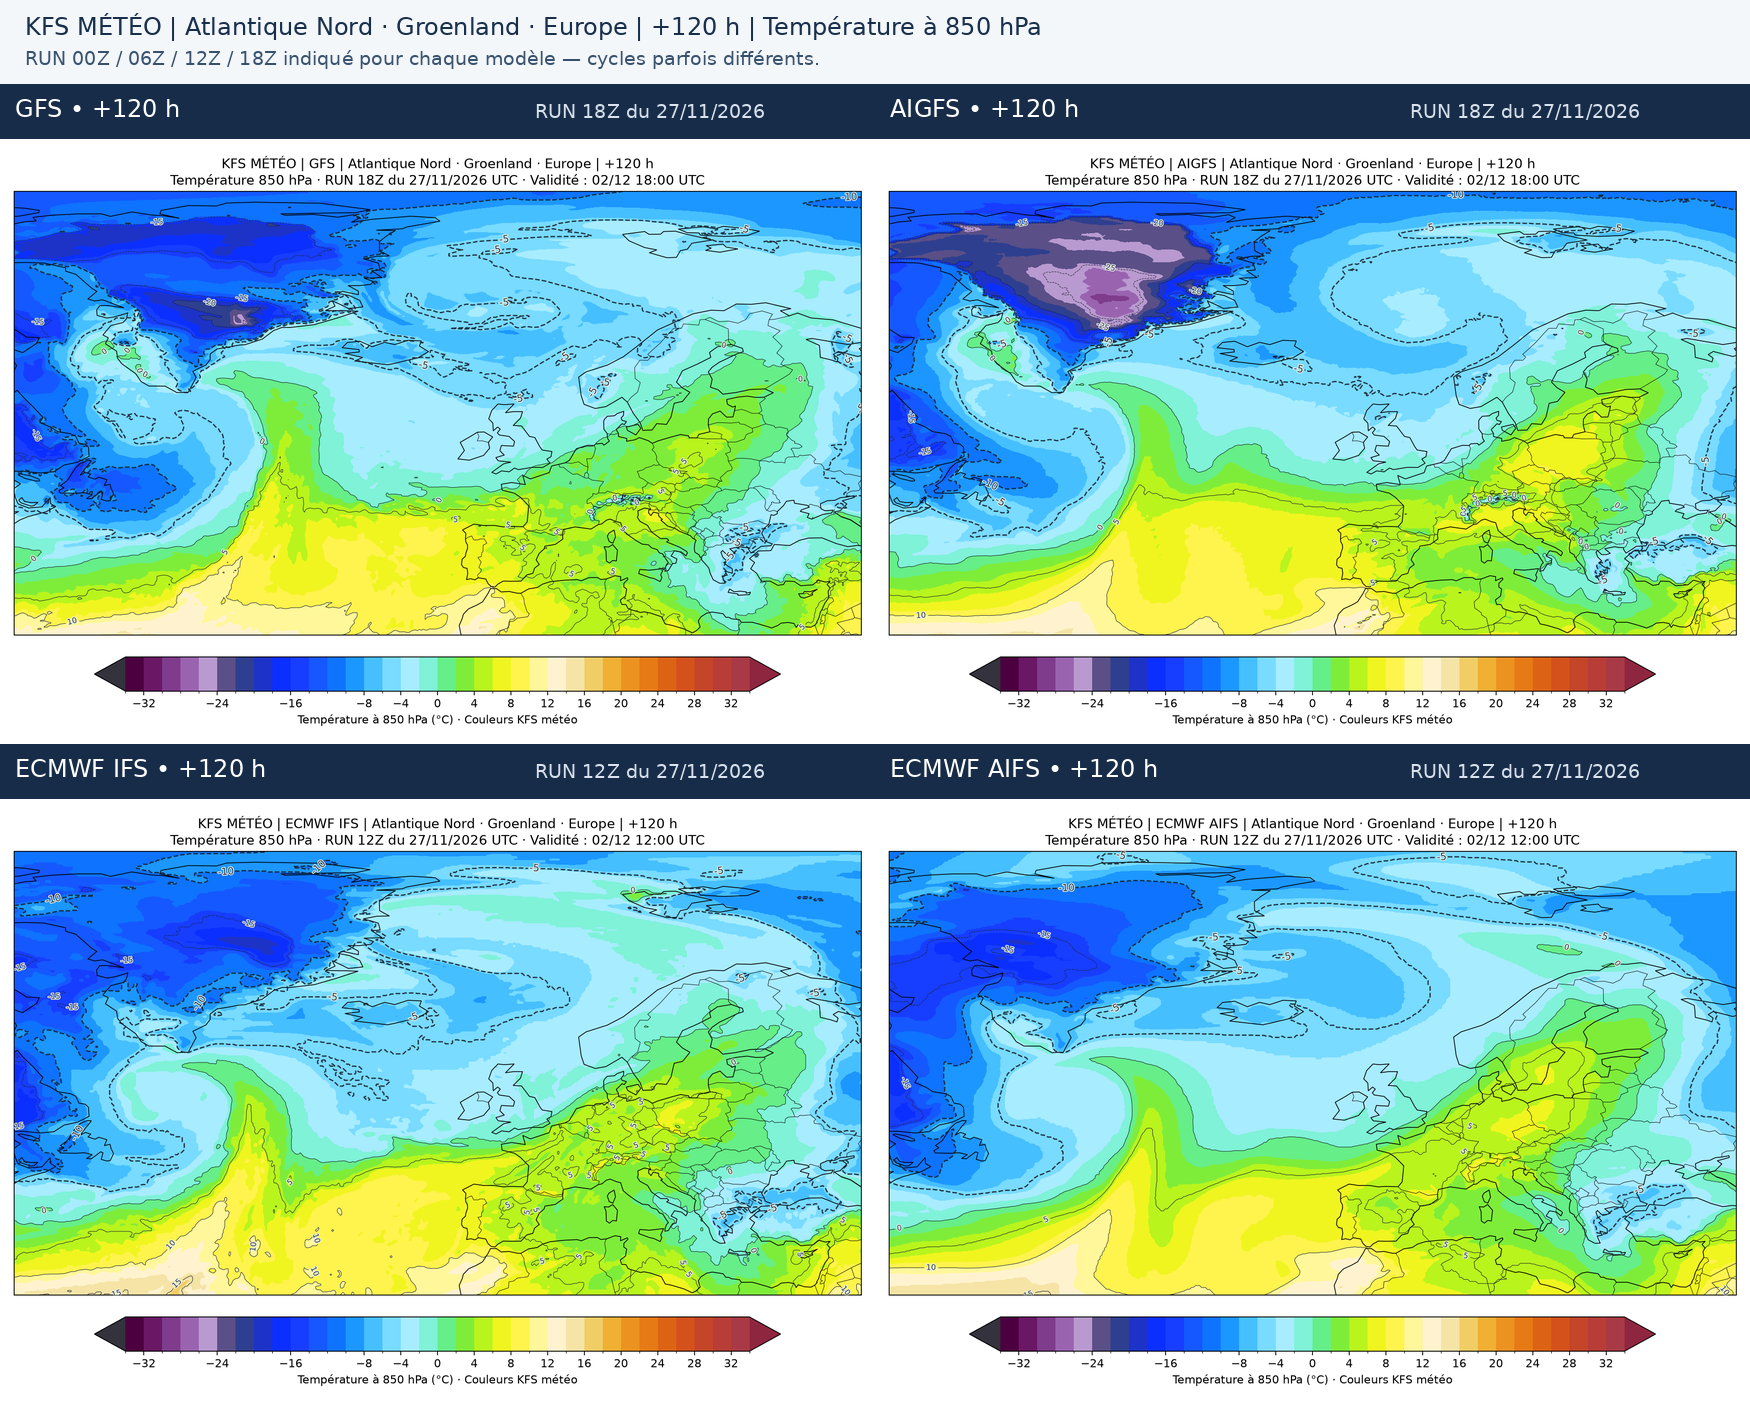 KFS MÉTÉO | Atlantique Nord · Groenland · Europe | +120 h | Température à 850 hPa
RUN 00Z / 06Z / 12Z / 18Z indiqué pour chaque modèle — cycles parfois différents.
GFS • +120 h
RUN 18Z du 27/11/2026
AIGFS • +120 h
RUN 18Z du 27/11/2026
KFS MÉTÉO | GFS | Atlantique Nord · Groenland · Europe | +120 h
Température 850 hPa · RUN 18Z du 27/11/2026 UTC · Validité : 02/12 18:00 UTC
KFS MÉTÉO | AIGFS | Atlantique Nord · Groenland · Europe | +120 h
Température 850 hPa · RUN 18Z du 27/11/2026 UTC · Validité : 02/12 18:00 UTC
−32 −24 −16 −8 −4 0 4 8 12 16 20 24 28 32
Température à 850 hPa (°C) · Couleurs KFS météo
−32 −24 −16 −8 −4 0 4 8 12 16 20 24 28 32
Température à 850 hPa (°C) · Couleurs KFS météo
ECMWF IFS • +120 h
RUN 12Z du 27/11/2026
ECMWF AIFS • +120 h
RUN 12Z du 27/11/2026
KFS MÉTÉO | ECMWF IFS | Atlantique Nord · Groenland · Europe | +120 h
Température 850 hPa · RUN 12Z du 27/11/2026 UTC · Validité : 02/12 12:00 UTC
KFS MÉTÉO | ECMWF AIFS | Atlantique Nord · Groenland · Europe | +120 h
Température 850 hPa · RUN 12Z du 27/11/2026 UTC · Validité : 02/12 12:00 UTC
−32 −24 −16 −8 −4 0 4 8 12 16 20 24 28 32
Température à 850 hPa (°C) · Couleurs KFS météo
−32 −24 −16 −8 −4 0 4 8 12 16 20 24 28 32
Température à 850 hPa (°C) · Couleurs KFS météo